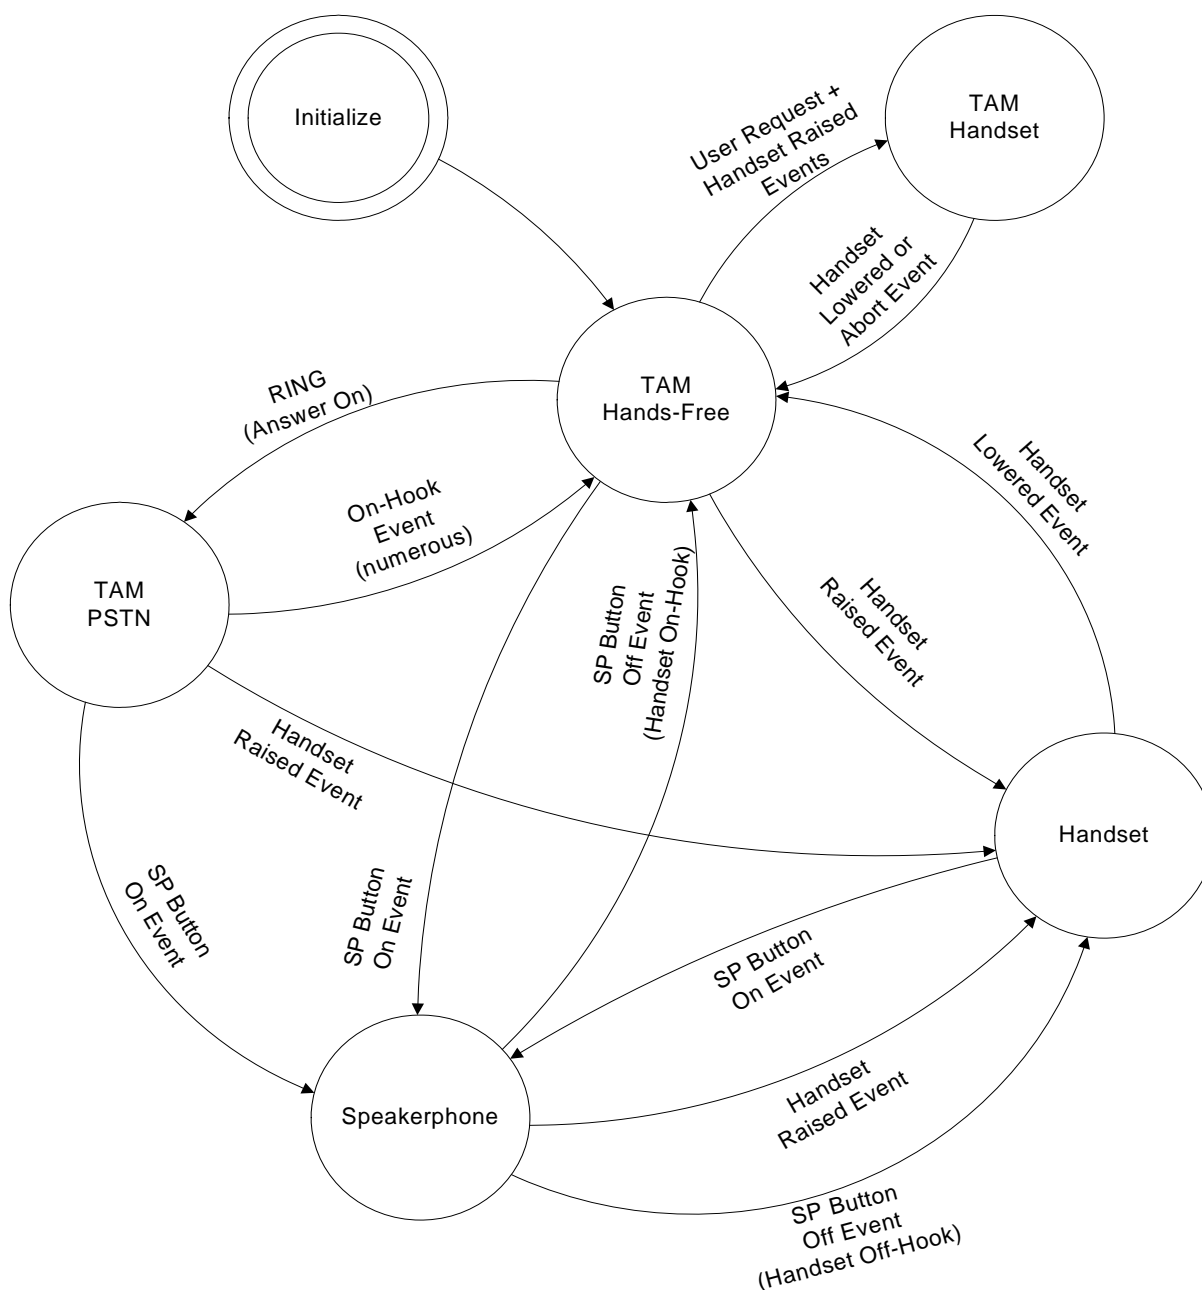 Initialize
TAM
Handset
User Request +
Handset Raised
Events
Handset
Lowered or
Abort Event
TAM
Hands-Free
RING
(Answer On)
On-Hook
Event
(numerous)
Handset
Lowered Event
TAM
PSTN
SP Button
Off Event
(Handset On-Hook)
Handset
Raised Event
Handset
Raised Event
Handset
SP Button
On Event
SP Button
On Event
SP Button
On Event
Speakerphone
Handset
Raised Event
SP Button
Off Event
(Handset Off-Hook)